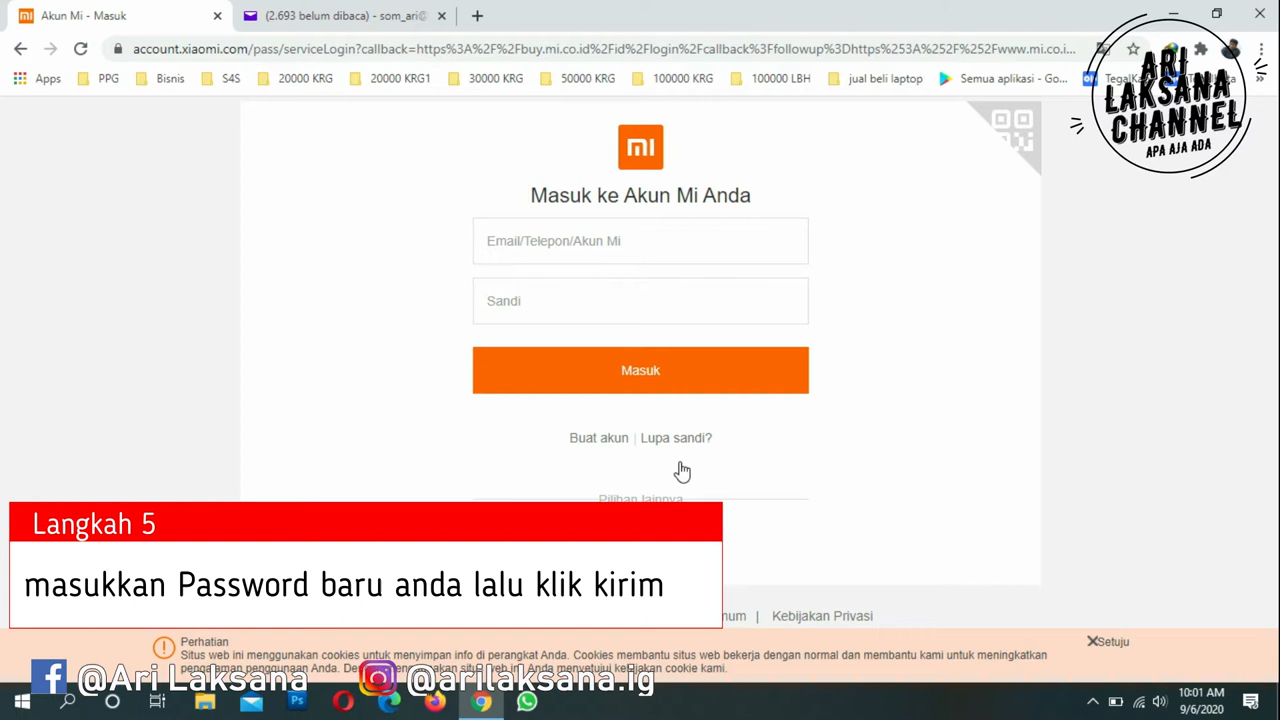 Akun Mi - Masuk
(2.693 belum dibaca) - som_ari@
account.xiaomi.com/pass/serviceLogin?callback=https%3A%2F%2Fbuy.mi.co.id%2Fid%2Flogin%2Fcallback%3Ffollowup%3Dhttps%253A%252F%252Fwww.mi.co.i...
Apps PPG Bisnis S4S 20000 KRG 20000 KRG1 30000 KRG 50000 KRG 100000 KRG 100000 LBH jual beli laptop Semua aplikasi - Go...
ARI
LAKSANA
CHANNEL
APA AJA ADA
mi
Masuk ke Akun Mi Anda
Email/Telepon/Akun Mi
Sandi
Masuk
Buat akun | Lupa sandi?
Pilihan lainnya
Langkah 5
masukkan Password baru anda lalu klik kirim
| Kebijakan Privasi
Perhatian
Setuju
Situs web ini menggunakan cookies untuk menyimpan info di perangkat Anda. Cookies membantu situs web bekerja dengan normal dan membantu kami untuk meningkatkan
@Ari Laksana @arilaksana.ig
10:01 AM
9/6/2020